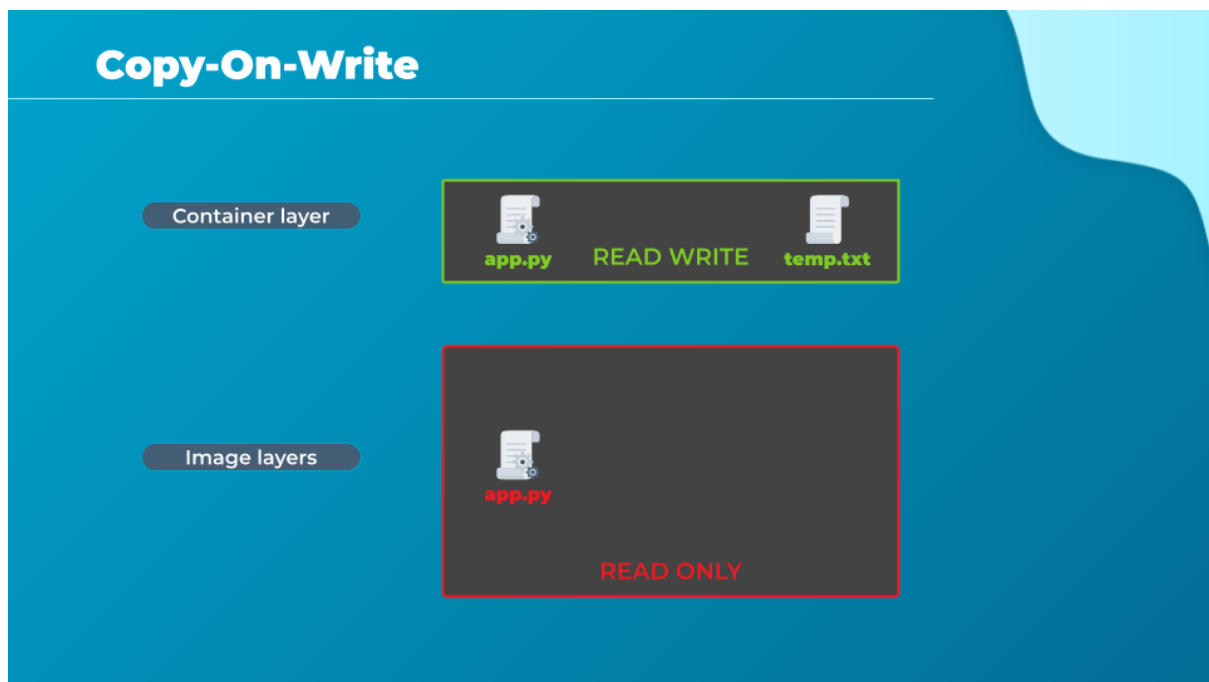 Copy-On-Write
Container layer
app.py
READ WRITE
temp.txt
Image layers
app.py
READ ONLY